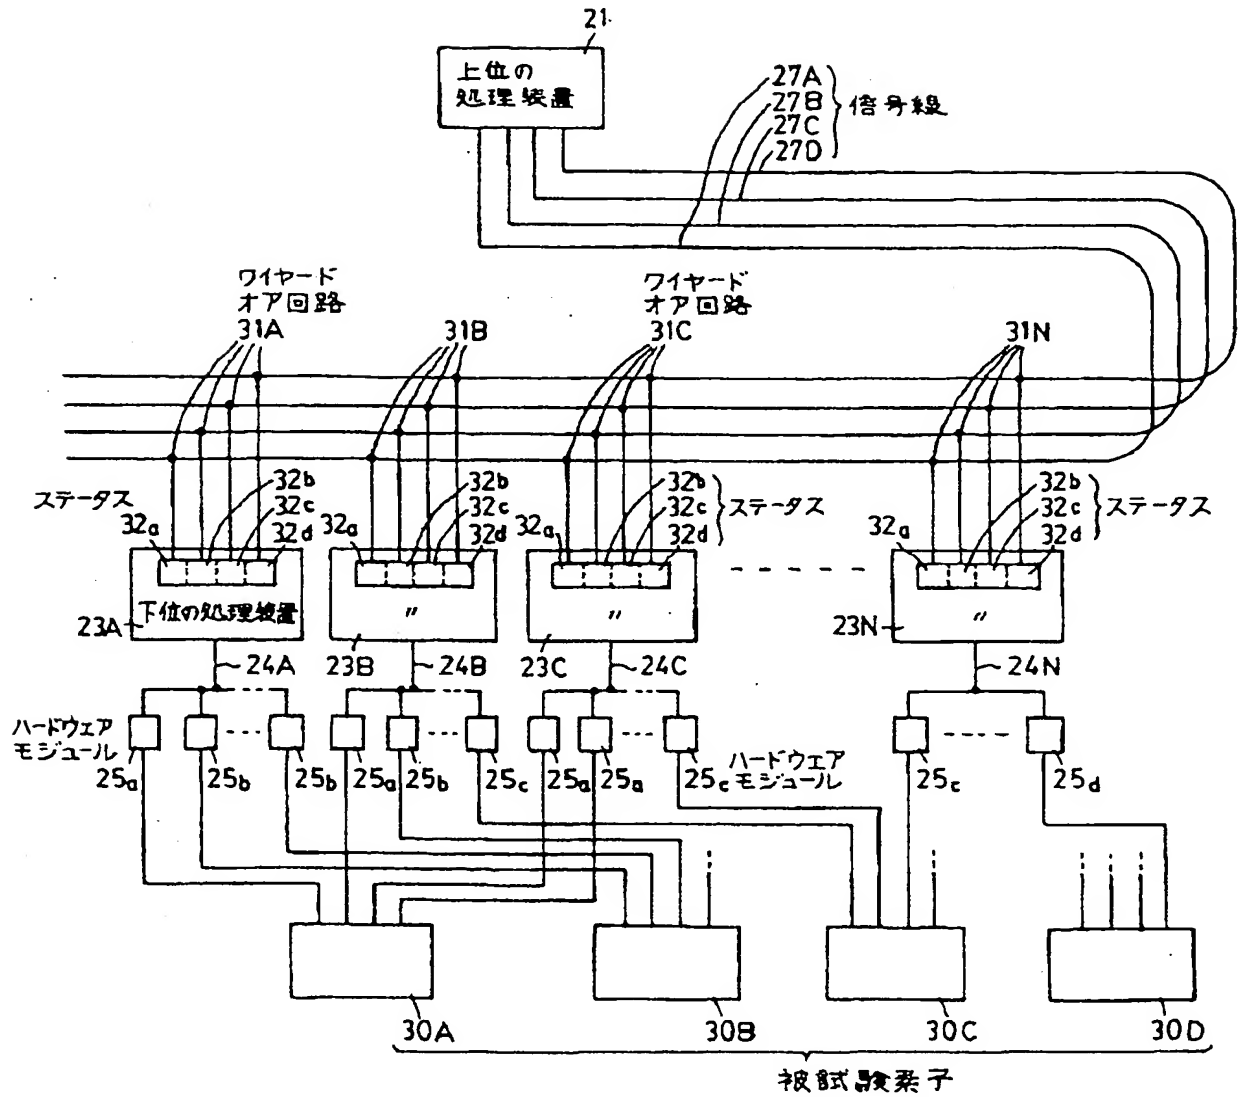 21
上位の
処理装置
27A
27B
27C
27D
信号線
ワイヤード
オア回路
31A
31B
ワイヤード
オア回路
31C
31N
ステータス
32a
32b
32c
32d
32a
32b
32c
32d
32a
32b
32c
32d
ステータス
32a
32b
32c
32d
ステータス
下位の処理装置
〃
〃
〃
23A
23B
23C
23N
24A
24B
24C
24N
ハードウェア
モジュール
25a
25b
25b
25a
25b
25c
25a
25a
25c
ハードウェア
モジュール
25c
25d
30A
30B
30C
30D
被試験素子